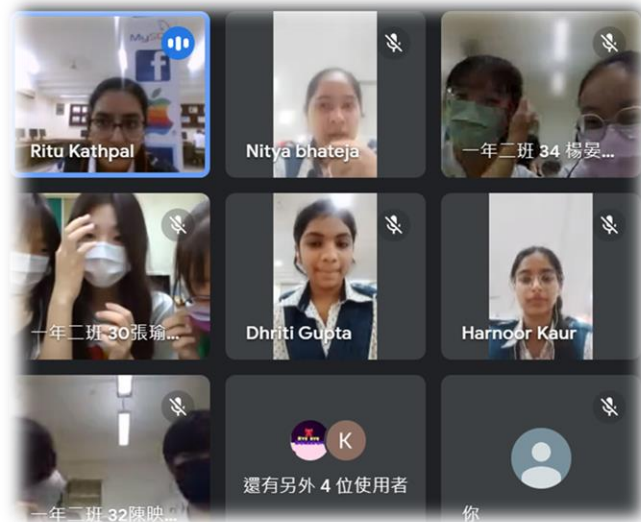 Ritu Kathpal
Nitya bhateja
一年二班 34 楊晏...
一年二班 30張瑜...
Dhriti Gupta
Harnoor Kaur
一年二班 32陳映...
K
還有另外 4 位使用者
你